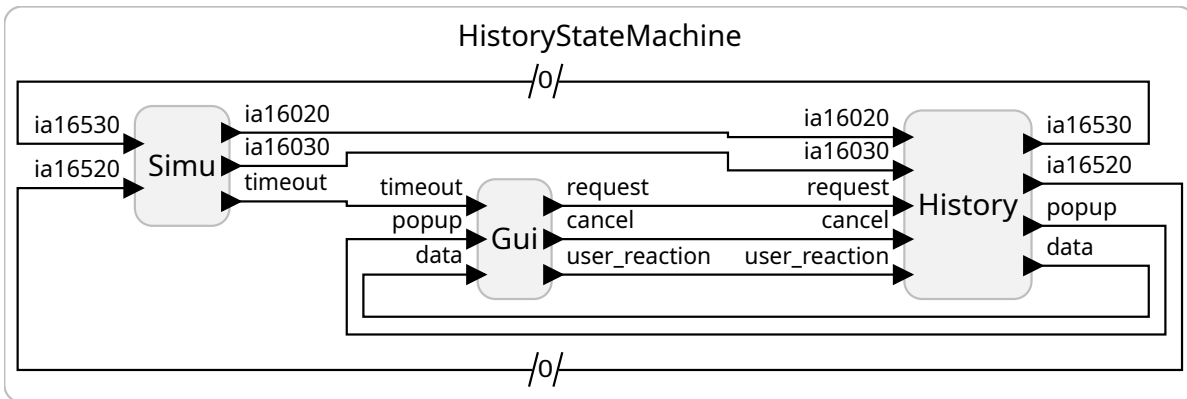 HistoryStateMachine
0
ia16530
ia16520
Simu
ia16020
ia16030
timeout
timeout
popup
data
Gui
request
cancel
user_reaction
ia16020
ia16030
request
cancel
user_reaction
History
ia16530
ia16520
popup
data
0